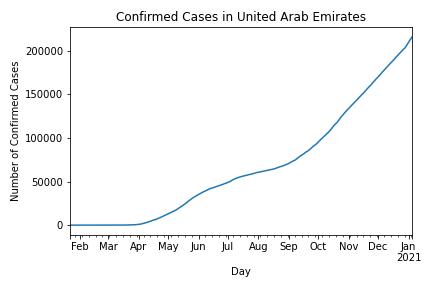 Confirmed Cases in United Arab Emirates
200000
150000
100000
50000
0
Number of Confirmed Cases
Feb Mar Apr May Jun Jul Aug Sep Oct Nov Dec Jan
2021
Day